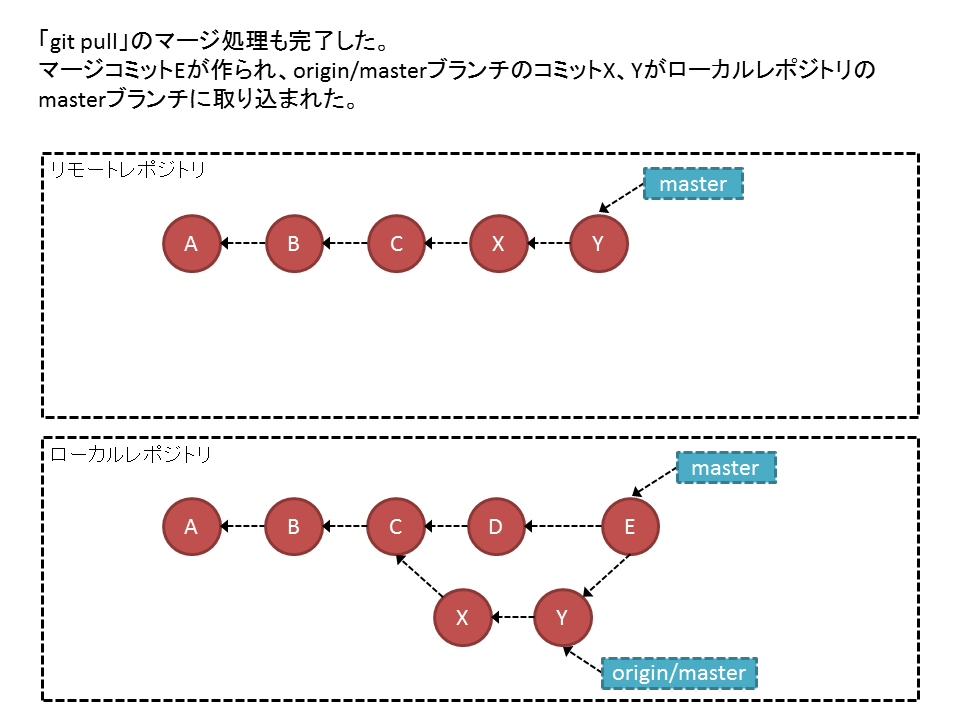 「git pull」のマージ処理も完了した。
マージコミットEが作られ、origin/masterブランチのコミットX、Yがローカルレポジトリの
masterブランチに取り込まれた。
リモートレポジトリ
master
A
B
C
X
Y
ローカルレポジトリ
master
A
B
C
D
E
X
Y
origin/master